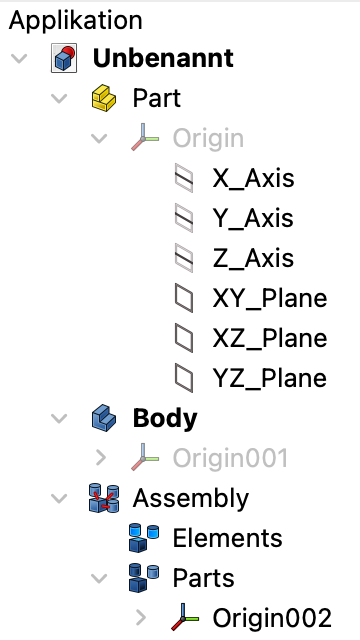 Applikation
Unbenannt
Part
Origin
X_Axis
Y_Axis
Z_Axis
XY_Plane
XZ_Plane
YZ_Plane
Body
Origin001
Assembly
Elements
Parts
Origin002